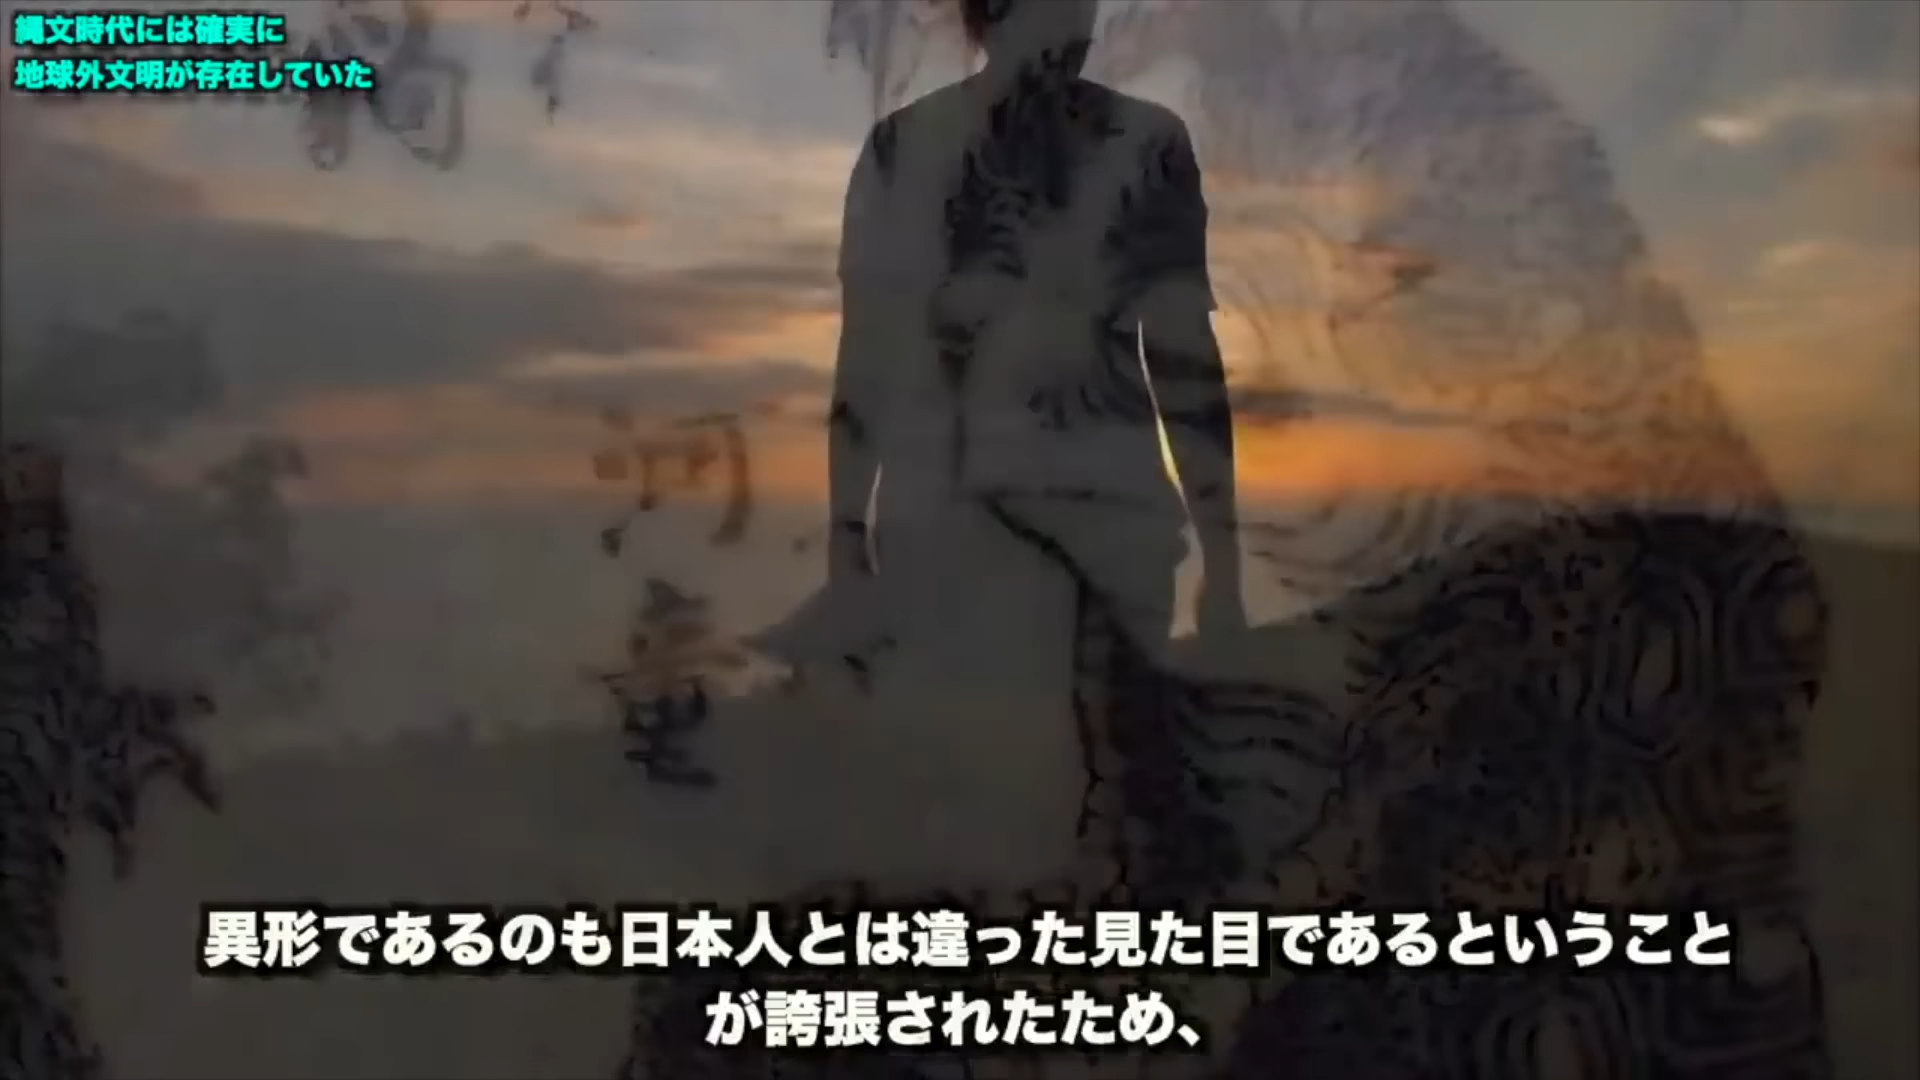 縄文時代には確実に
地球外文明が存在していた
河
童
異形であるのも日本人とは違った見た目であるということ
が誇張されたため、